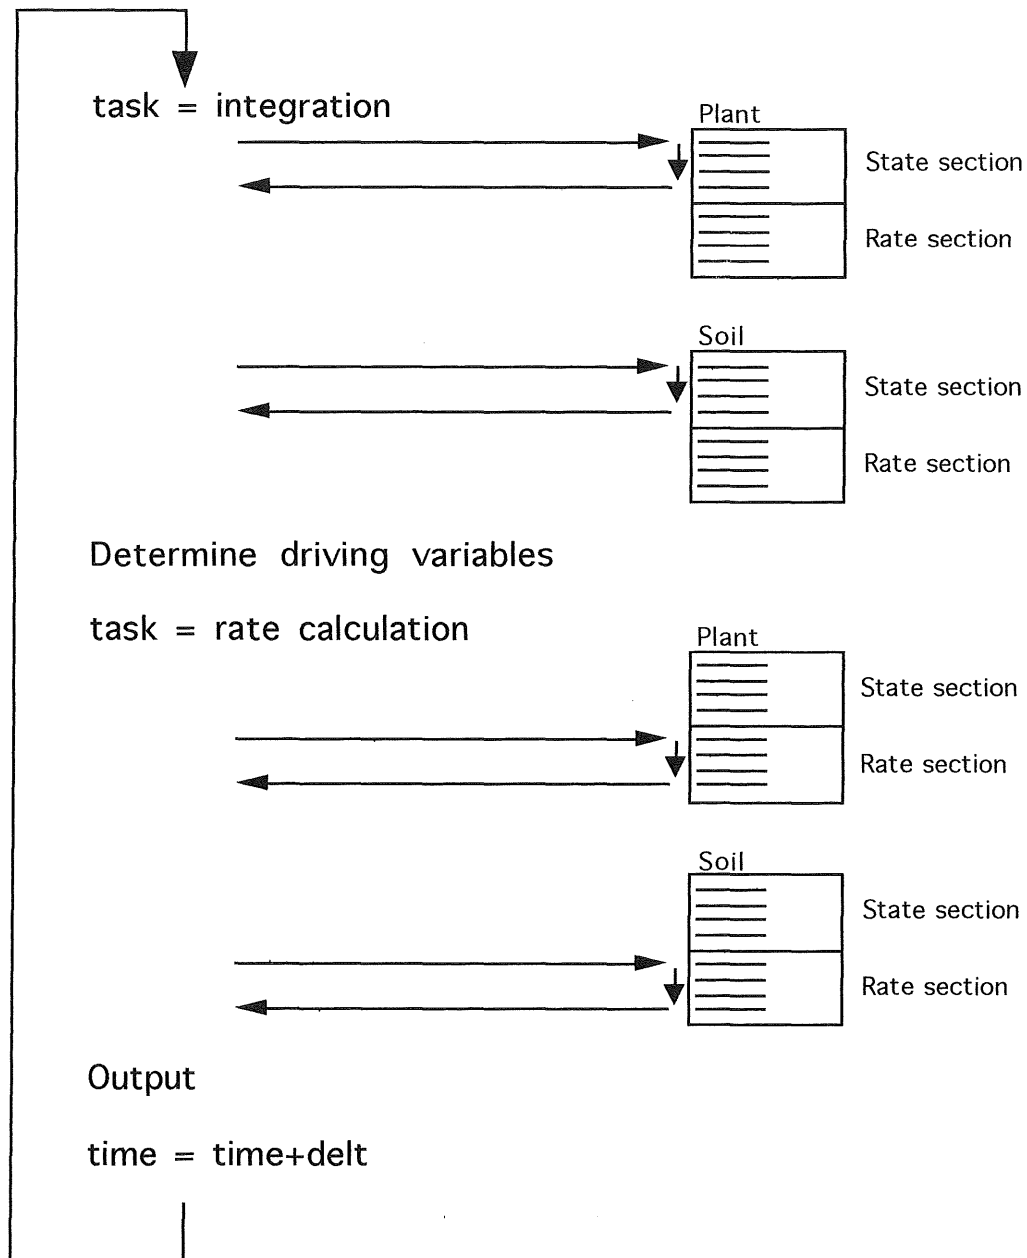 task = integration
Plant
State section
Rate section
Soil
State section
Rate section
Determine driving variables
task = rate calculation
Plant
State section
Rate section
Soil
State section
Rate section
Output
time = time+delt